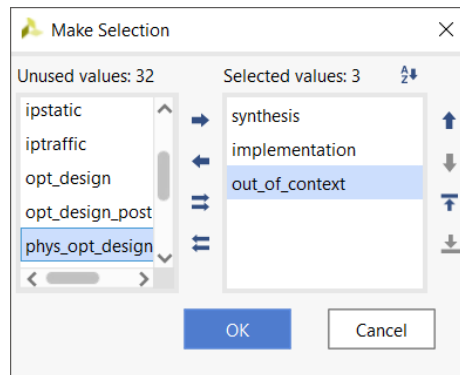 Make Selection
Unused values: 32
Selected values: 3
ipstatic
iptraffic
opt_design
opt_design_post
phys_opt_design
synthesis
implementation
out_of_context
OK
Cancel